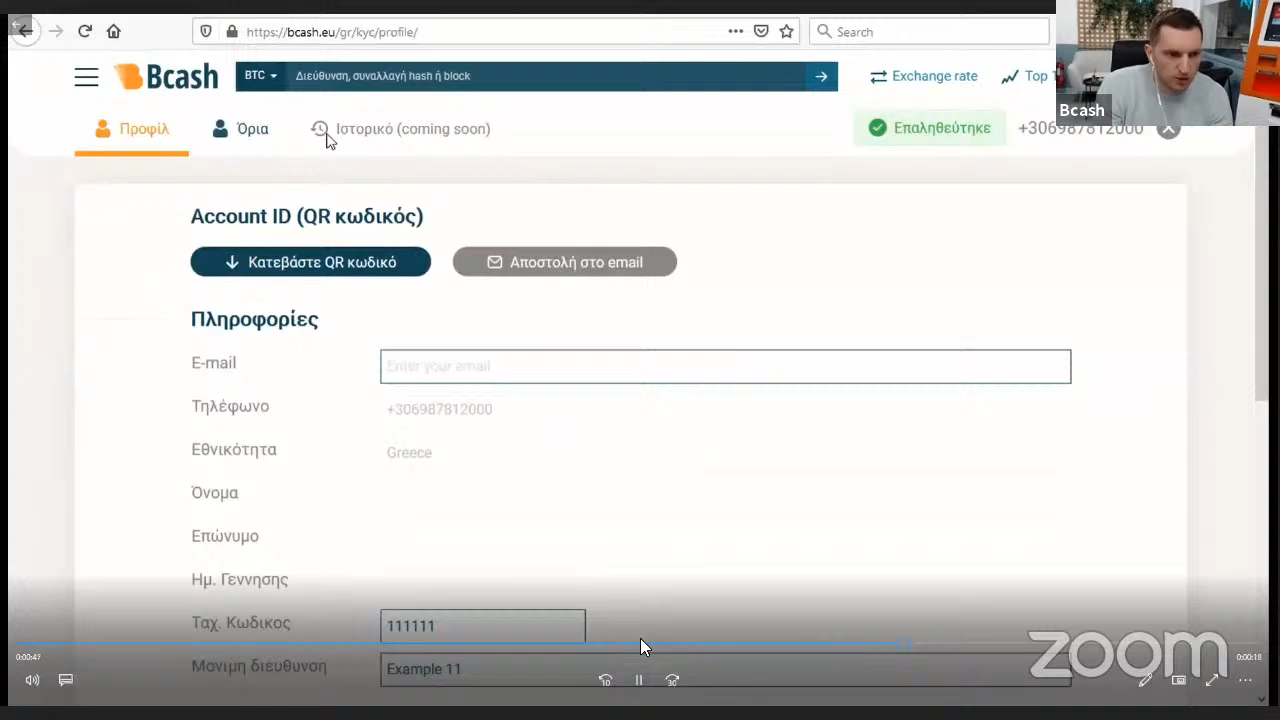 https://bcash.eu/gr/kyc/profile/
Search
Bcash
BTC
Διεύθυνση, συναλλαγή hash ή block
Exchange rate
Top
Bcash
Προφίλ
Όρια
Ιστορικό (coming soon)
Επαληθεύτηκε
+306987812000
Account ID (QR κωδικός)
Κατεβάστε QR κωδικό
Αποστολή στο email
Πληροφορίες
E-mail
Enter your email
Τηλέφωνο
+306987812000
Εθνικότητα
Greece
Όνομα
Επώνυμο
Ημ. Γεννησης
Ταχ. Κωδικος
111111
Μονιμη διευθυνση
Example 11
zoom
0:00:47
0:00:18
10
30